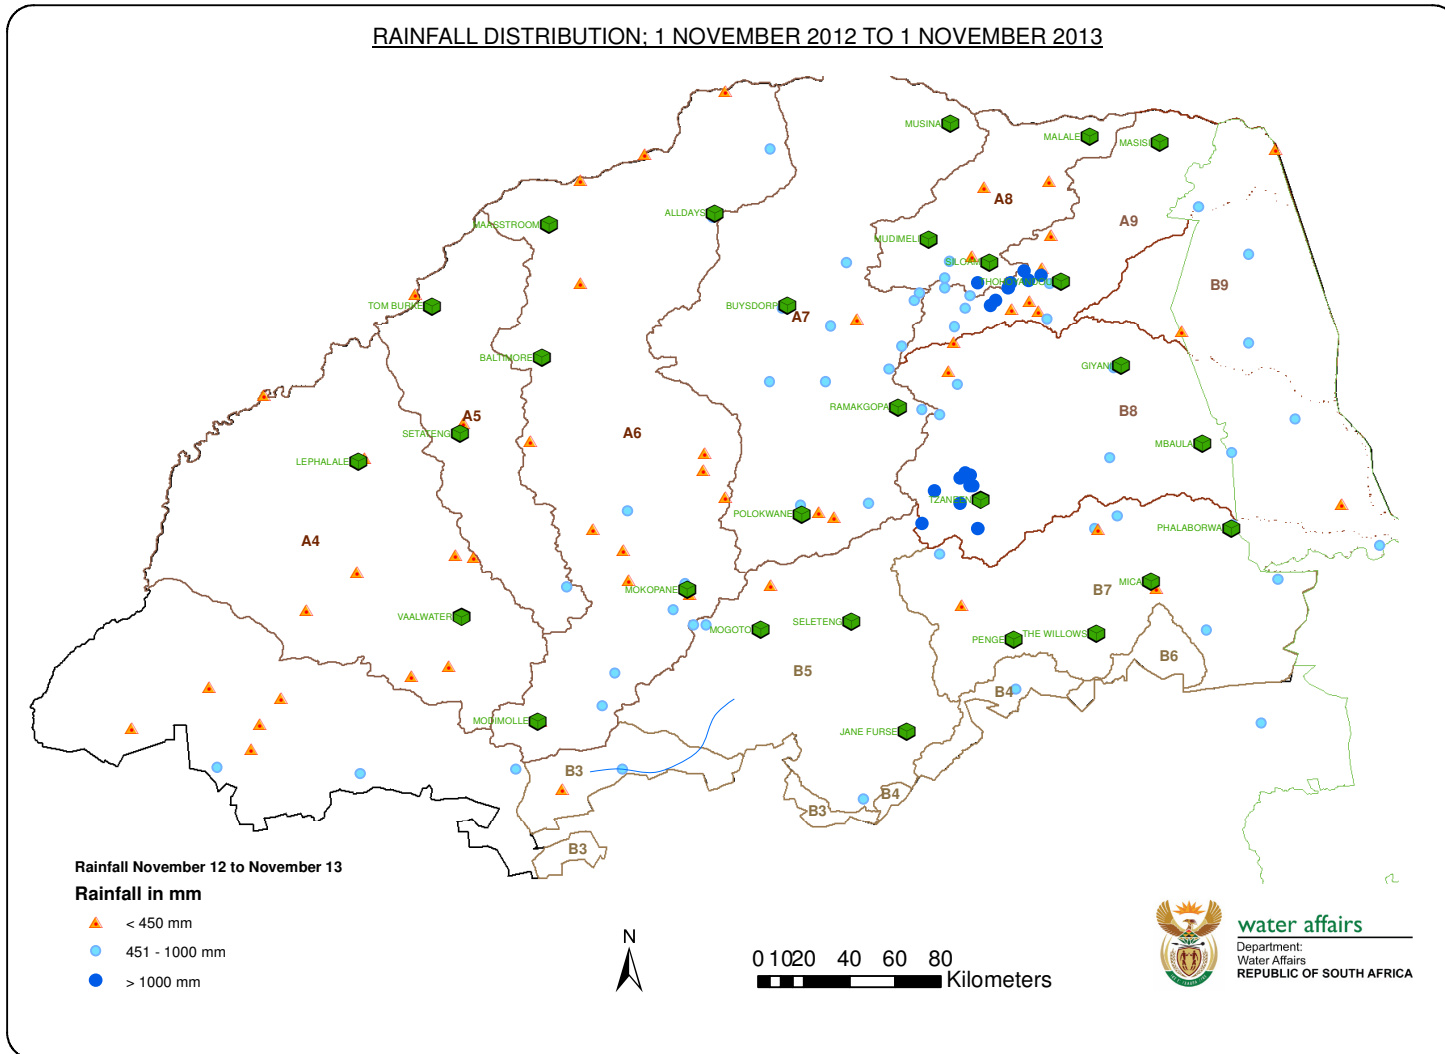 RAINFALL DISTRIBUTION; 1 NOVEMBER 2012 TO 1 NOVEMBER 2013
MUSINA
MALALE
MASISI
A8
A9
ALLDAYS
MAASSTROOM
MUDIMELI
SILOAM
THOHOYANDOU
B9
TOM BURKE
BUYSDORP
A7
BALTIMORE
GIYANI
RAMAKGOPA
B8
A5
SETATENG
A6
MBAULA
LEPHALALE
TZANEEN
POLOKWANE
PHALABORWA
A4
MICA
B7
MOKOPANE
VAALWATER
MOGOTO
SELETENG
PENGE
THE WILLOWS
B6
B5
B4
MODIMOLLE
JANE FURSE
B3
B4
B3
B3
Rainfall November 12 to November 13
Rainfall in mm
< 450 mm
451 - 1000 mm
> 1000 mm
N
0 10 20 40 60 80
Kilometers
water affairs
Department:
Water Affairs
REPUBLIC OF SOUTH AFRICA